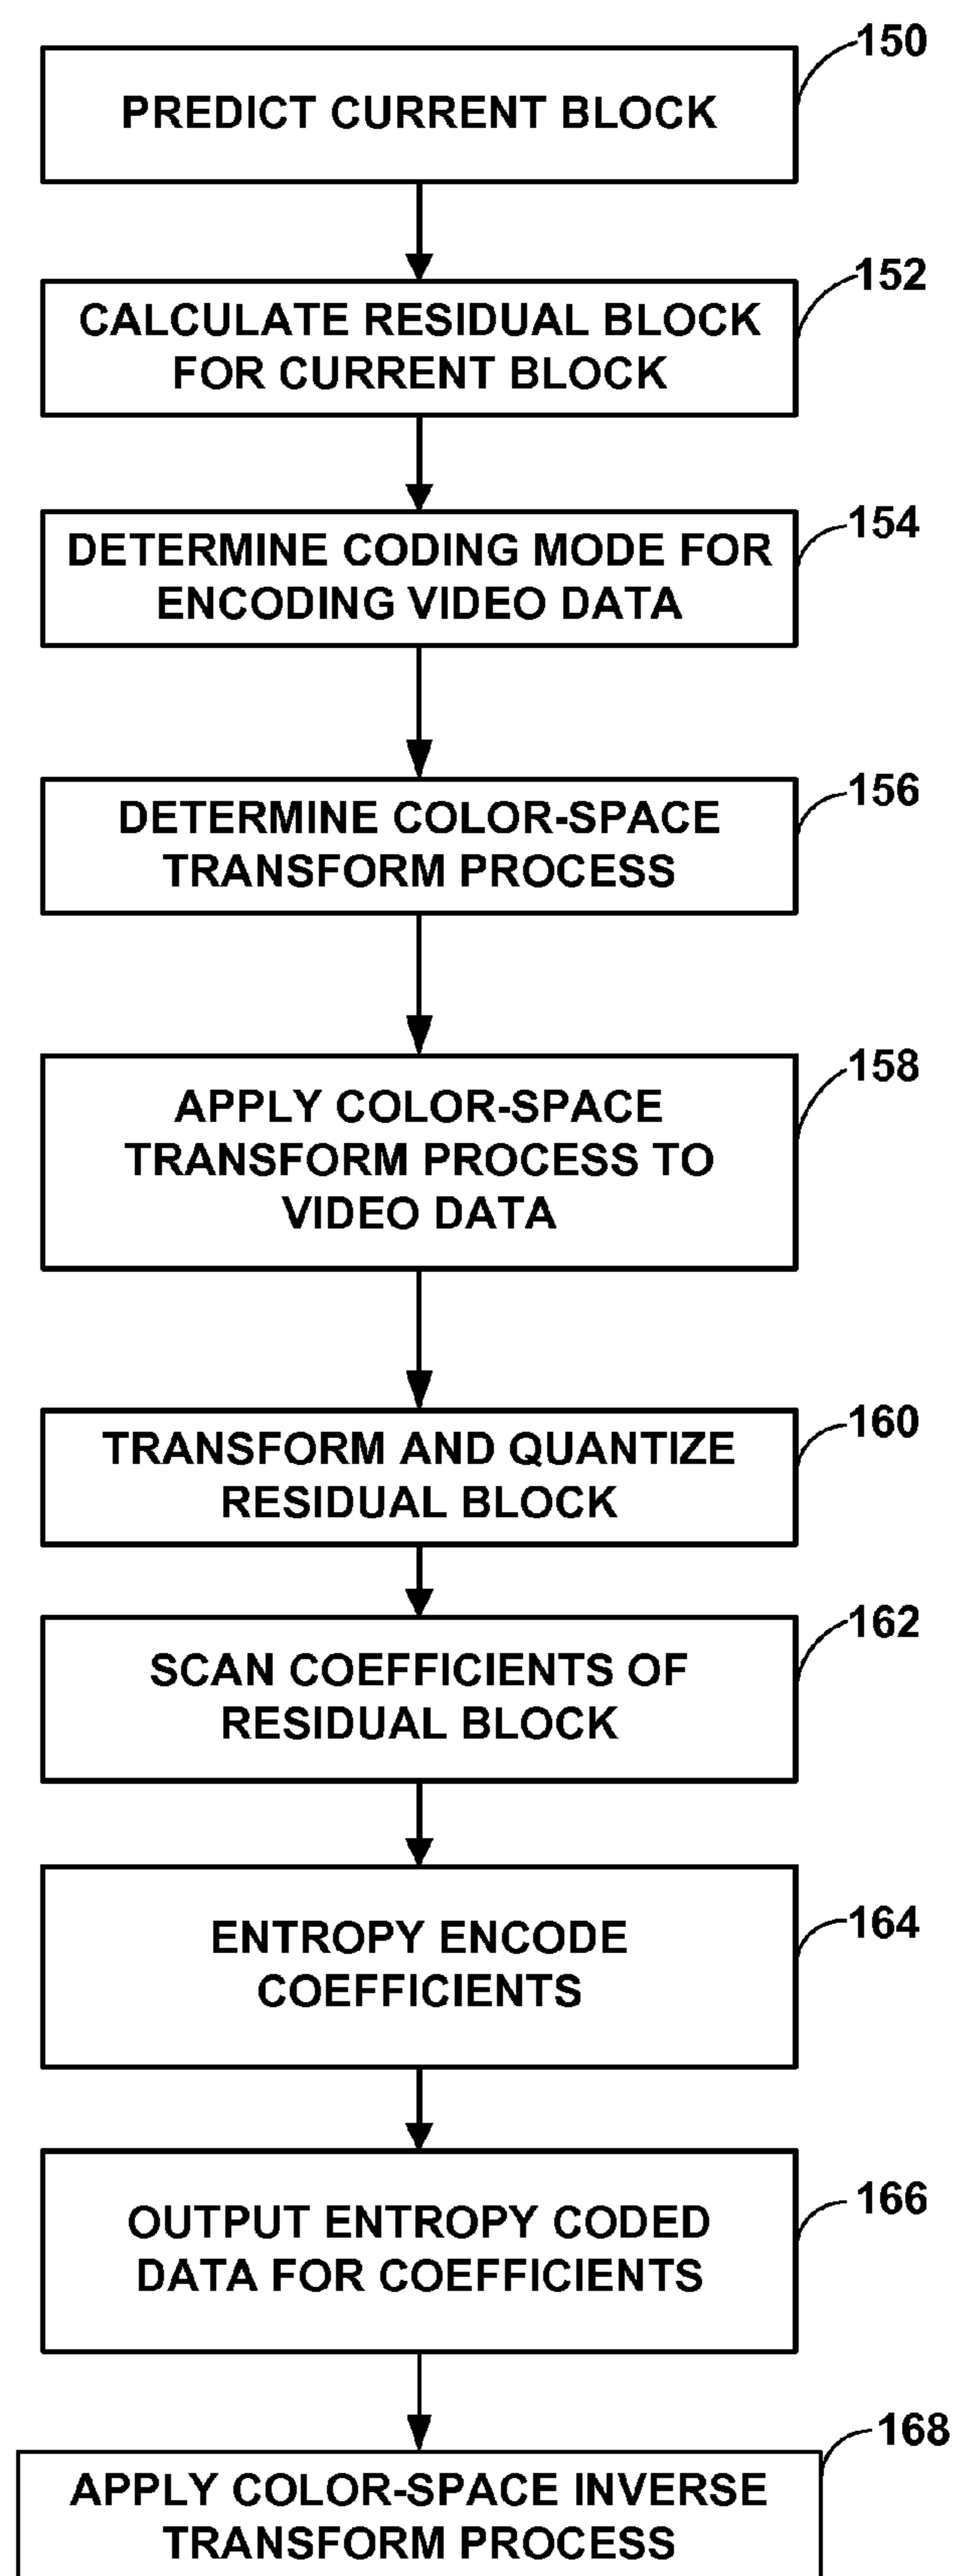 150
PREDICT CURRENT BLOCK
152
CALCULATE RESIDUAL BLOCK
FOR CURRENT BLOCK
154
DETERMINE CODING MODE FOR
ENCODING VIDEO DATA
156
DETERMINE COLOR-SPACE
TRANSFORM PROCESS
158
APPLY COLOR-SPACE
TRANSFORM PROCESS TO
VIDEO DATA
160
TRANSFORM AND QUANTIZE
RESIDUAL BLOCK
162
SCAN COEFFICIENTS OF
RESIDUAL BLOCK
164
ENTROPY ENCODE
COEFFICIENTS
166
OUTPUT ENTROPY CODED
DATA FOR COEFFICIENTS
168
APPLY COLOR-SPACE INVERSE
TRANSFORM PROCESS